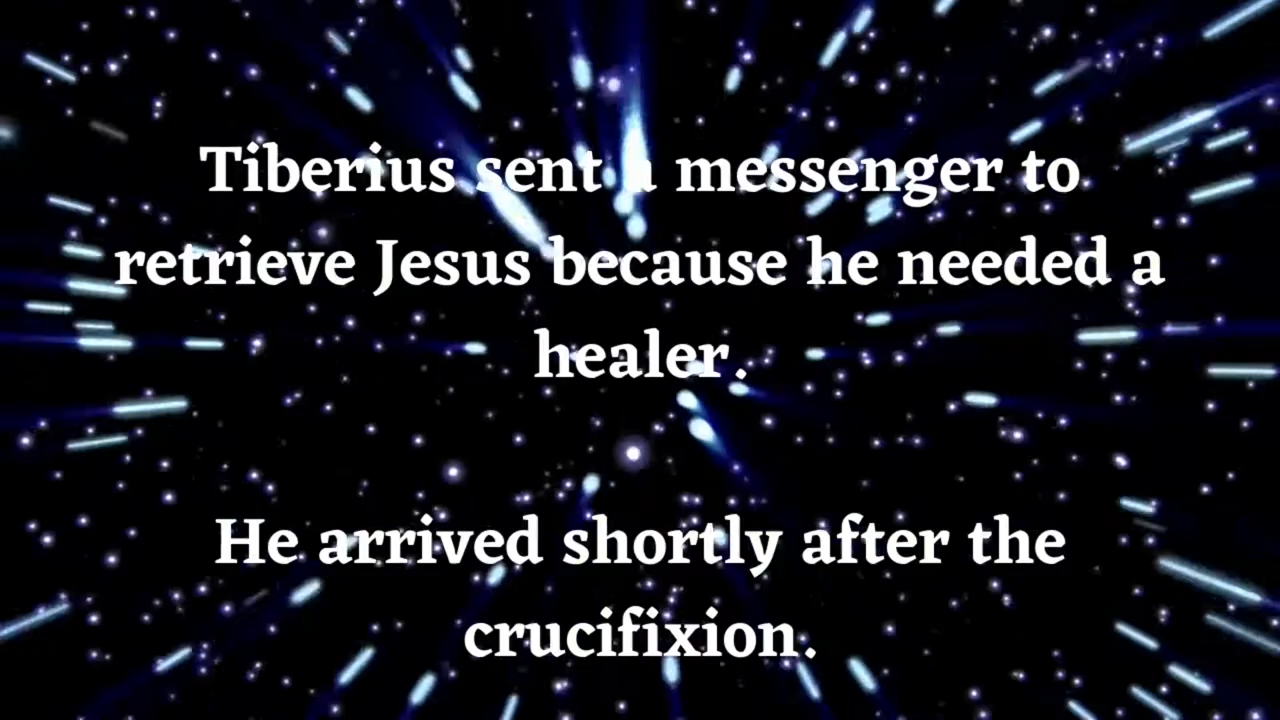 Tiberius sent a messenger to
retrieve Jesus because he needed a
healer.
He arrived shortly after the
crucifixion.